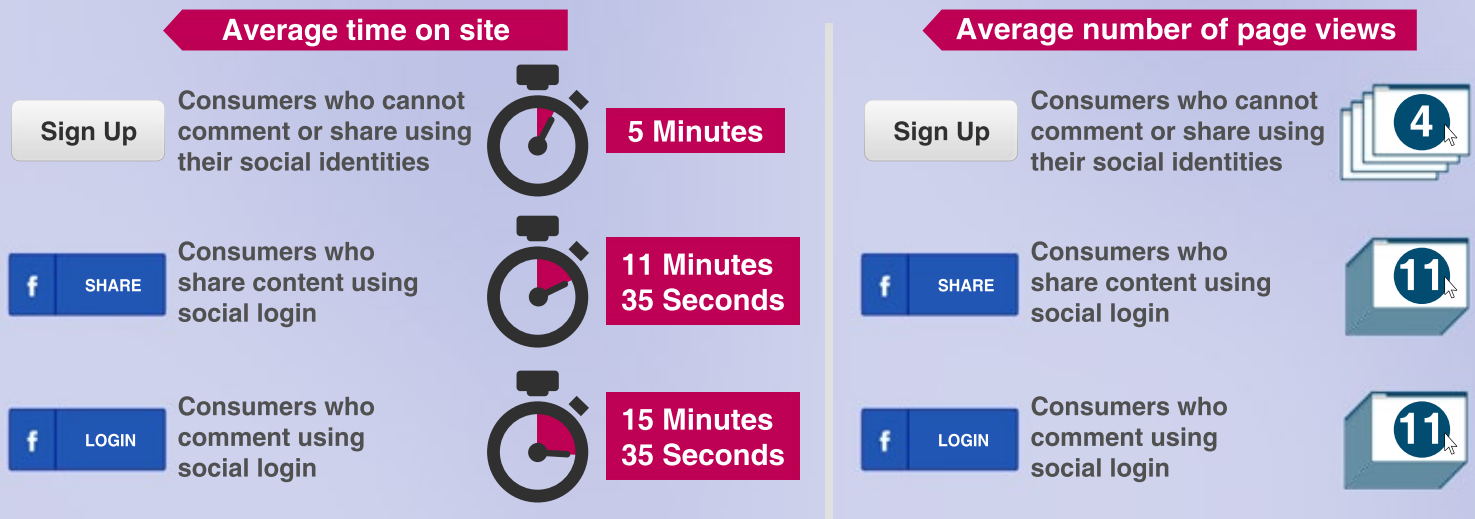 Average time on site
Sign Up
Consumers who cannot
comment or share using
their social identities
5 Minutes
f SHARE
Consumers who
share content using
social login
11 Minutes
35 Seconds
f LOGIN
Consumers who
comment using
social login
15 Minutes
35 Seconds
Average number of page views
Sign Up
Consumers who cannot
comment or share using
their social identities
4
f SHARE
Consumers who
share content using
social login
11
f LOGIN
Consumers who
comment using
social login
11